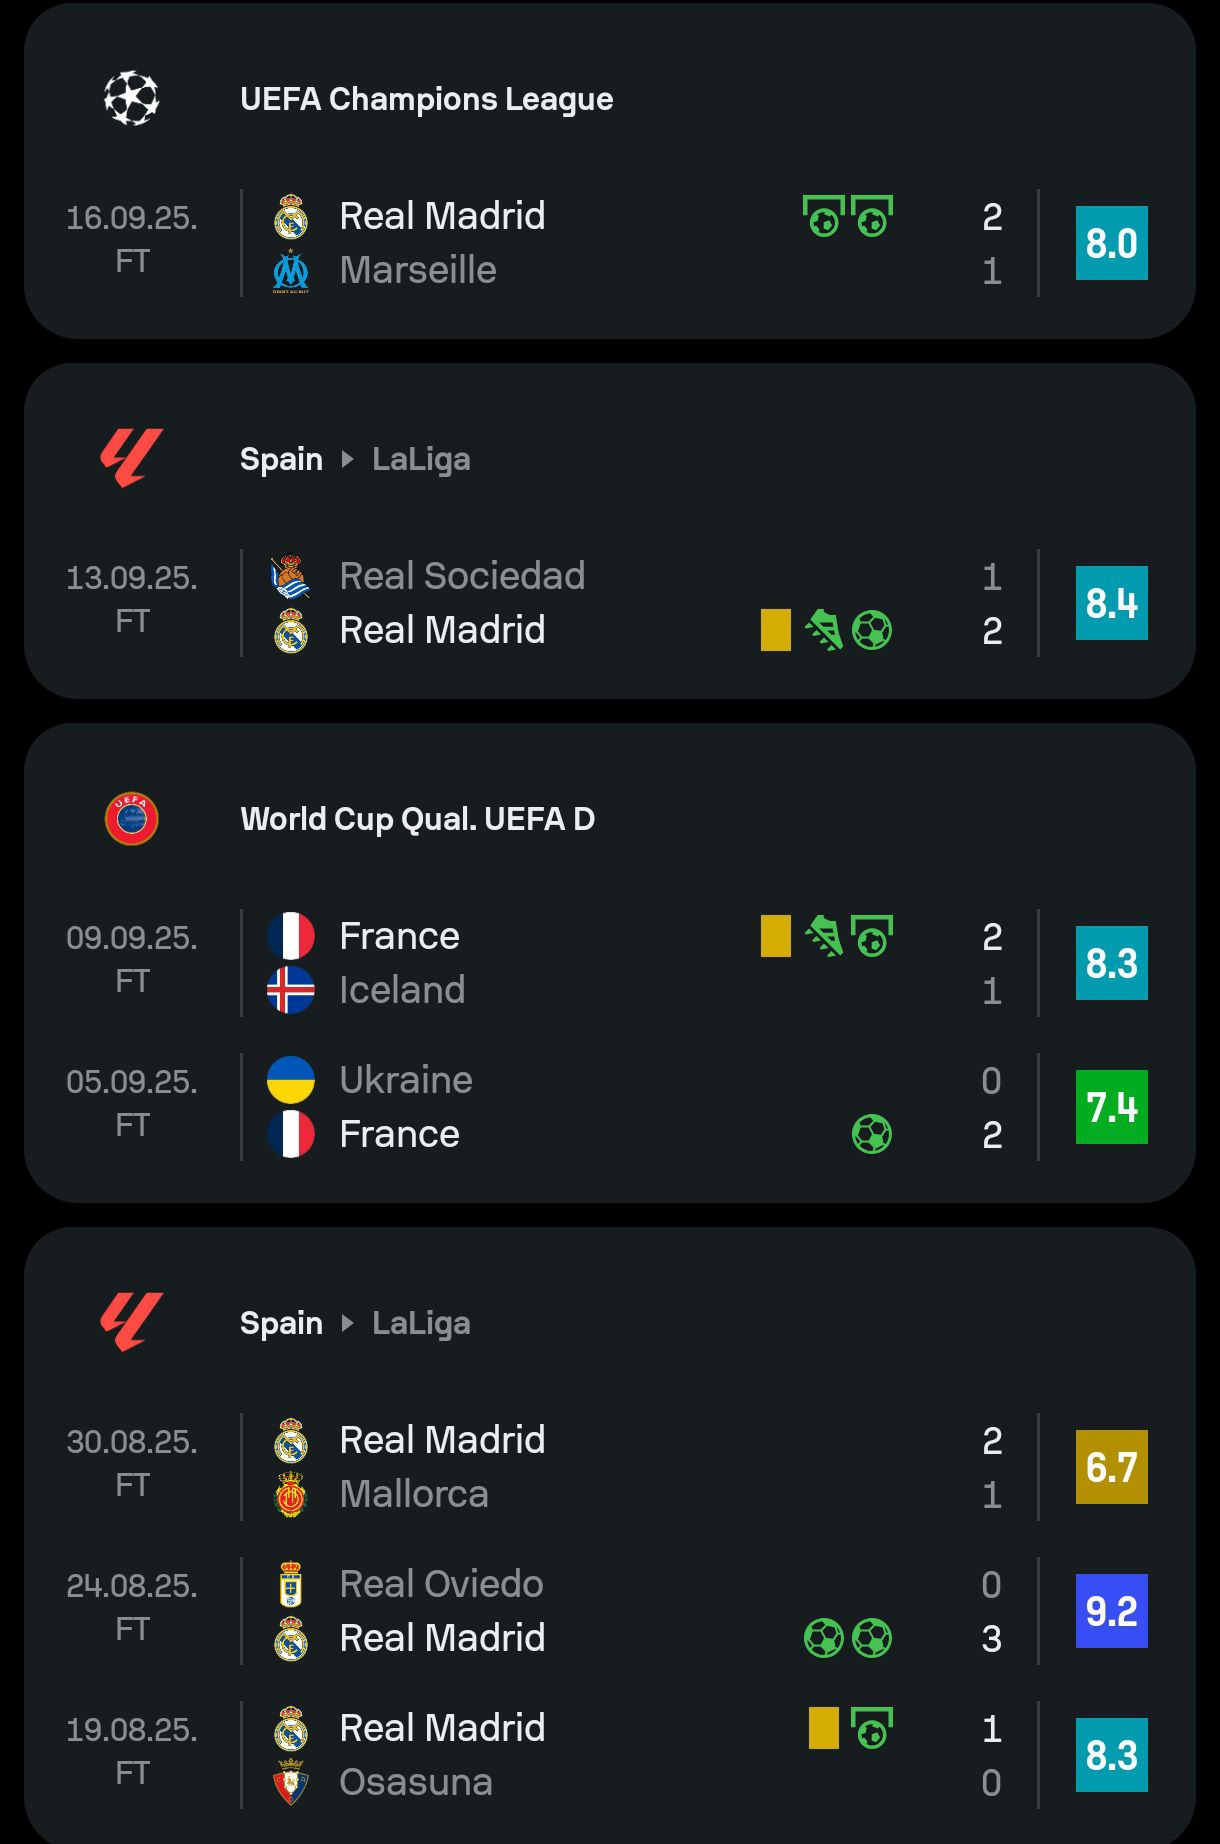 UEFA Champions League
16.09.25.
FT
Real Madrid 2
Marseille 1
8.0
Spain LaLiga
13.09.25.
FT
Real Sociedad 1
Real Madrid 2
8.4
UEFA
World Cup Qual. UEFA D
09.09.25.
FT
France 2
Iceland 1
8.3
05.09.25.
FT
Ukraine 0
France 2
7.4
Spain LaLiga
30.08.25.
FT
Real Madrid 2
Mallorca 1
6.7
24.08.25.
FT
Real Oviedo 0
Real Madrid 3
9.2
19.08.25.
FT
Real Madrid 1
Osasuna 0
8.3